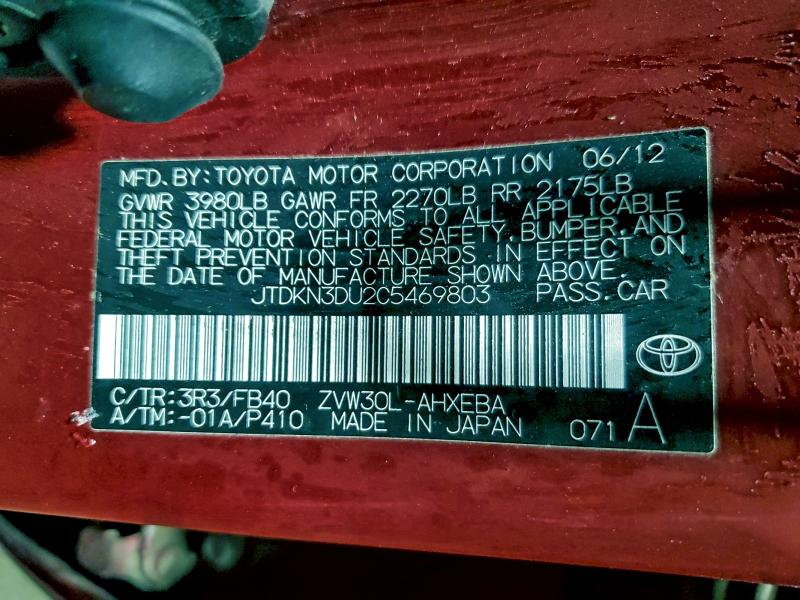 MFD. BY: TOYOTA MOTOR CORPORATION 06/12
GVWR 3980LB GAWR FR 2270LB RR 2175LB
THIS VEHICLE CONFORMS TO ALL APPLICABLE
FEDERAL MOTOR VEHICLE SAFETY, BUMPER, AND
THEFT PREVENTION STANDARDS IN EFFECT ON
THE DATE OF MANUFACTURE SHOWN ABOVE.
JTDKN3DU2C5469803 PASS. CAR
C/TR: 3R3/FB40 ZVW30L-AHXEBA
A/TM: -01A/P410 MADE IN JAPAN 071 A